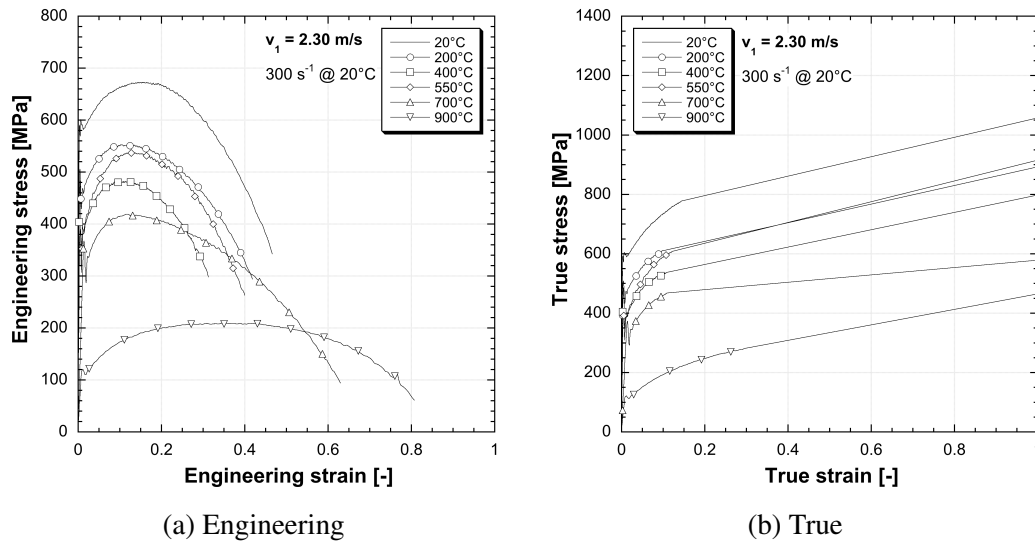 800
700
600
500
400
300
200
100
0
Engineering stress [MPa]
v1 = 2.30 m/s
300 s-1 @ 20°C
20°C
200°C
400°C
550°C
700°C
900°C
0 0.2 0.4 0.6 0.8 1
Engineering strain [-]
(a) Engineering
1400
1200
1000
800
600
400
200
0
True stress [MPa]
20°C
200°C
400°C
550°C
700°C
900°C
v1 = 2.30 m/s
300 s-1 @ 20°C
0 0.2 0.4 0.6 0.8
True strain [-]
(b) True